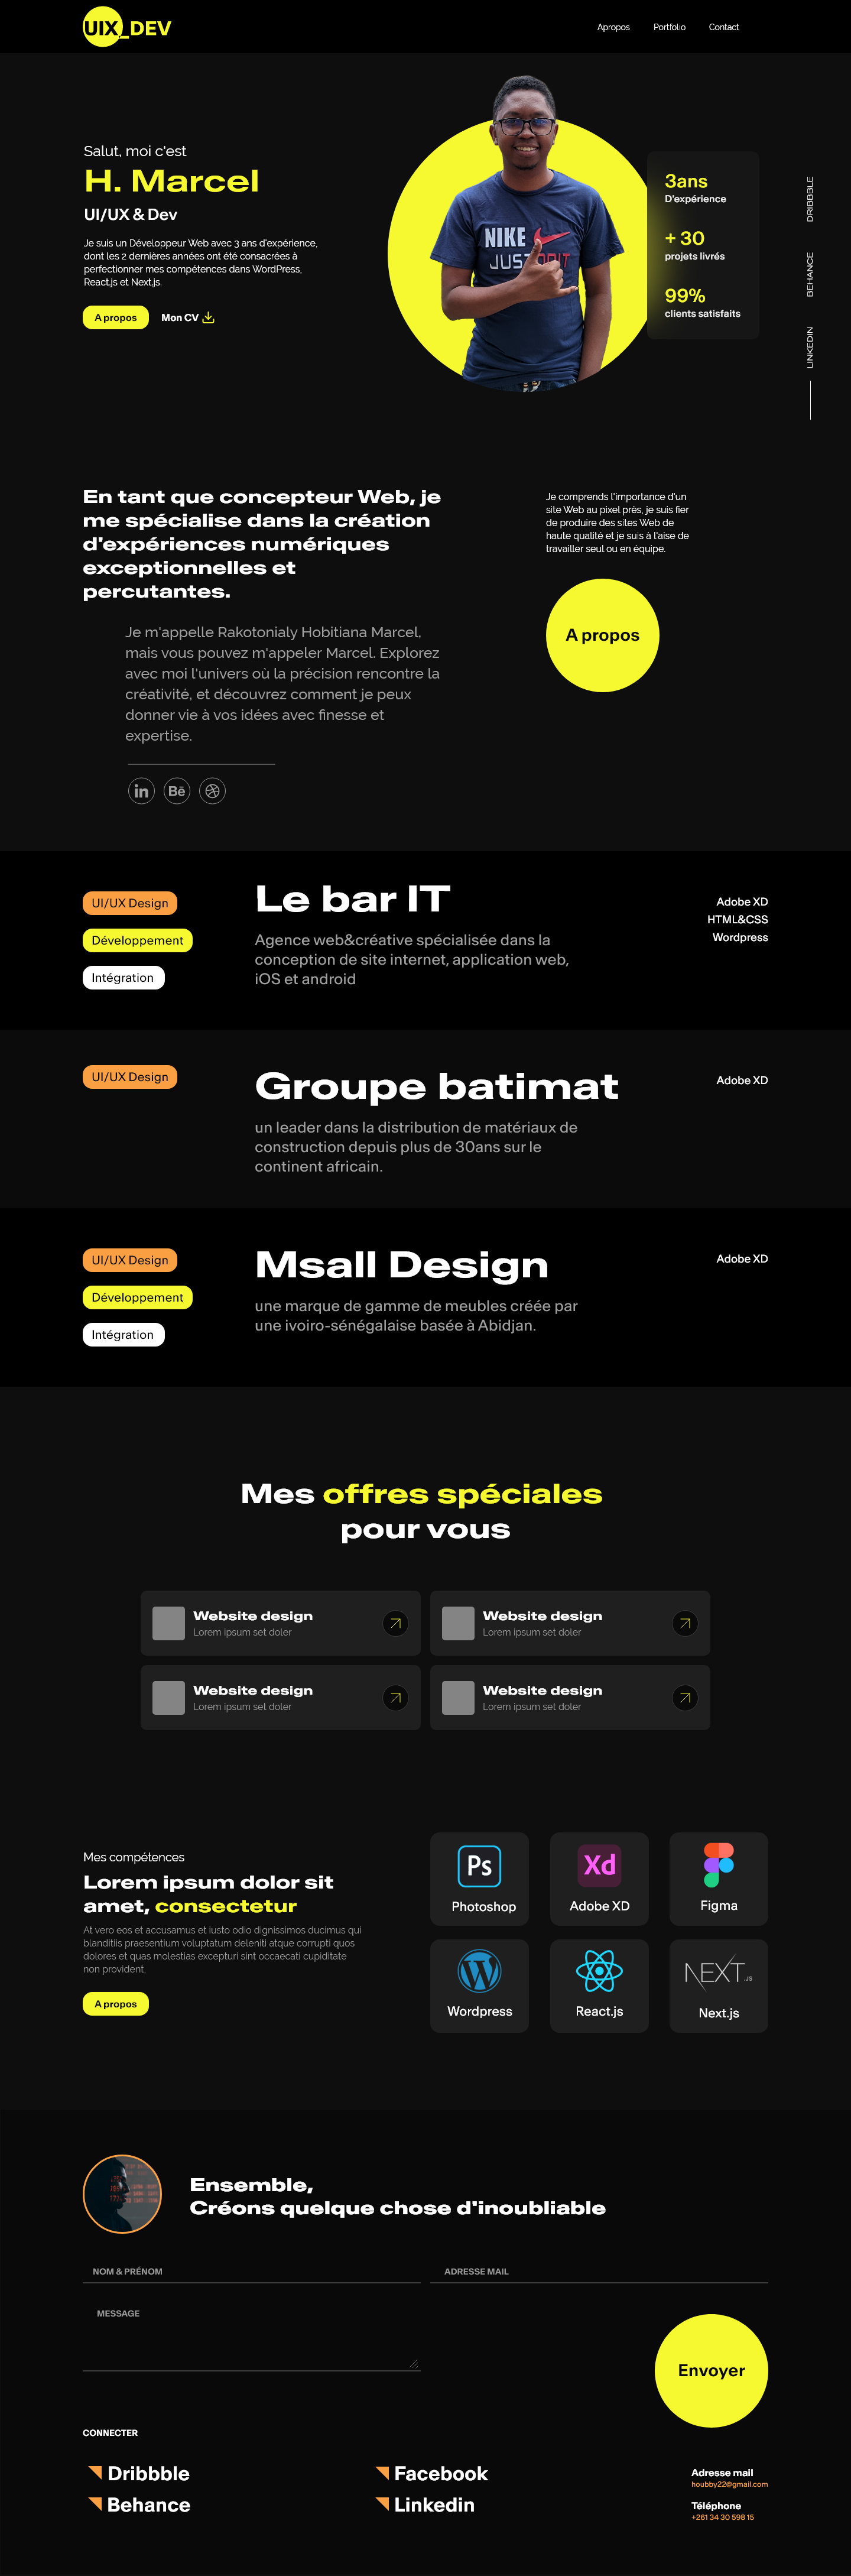 UIX_DEV
Apropos
Portfolio
Contact
Salut, moi c'est
H. Marcel
UI/UX & Dev
Je suis un Développeur Web avec 3 ans d'expérience,
dont les 2 dernières années ont été consacrées à
perfectionner mes compétences dans WordPress,
React.js et Next.js.
A propos
Mon CV
NIKE
JUST DO IT
3ans
D'expérience
+ 30
projets livrés
99%
clients satisfaits
DRIBBBLE
BEHANCE
LINKEDIN
En tant que concepteur Web, je
me spécialise dans la création
d'expériences numériques
exceptionnelles et
percutantes.
Je comprends l'importance d'un
site Web au pixel près, je suis fier
de produire des sites Web de
haute qualité et je suis à l'aise de
travailler seul ou en équipe.
A propos
Je m'appelle Rakotonialy Hobitiana Marcel,
mais vous pouvez m'appeler Marcel. Explorez
avec moi l'univers où la précision rencontre la
créativité, et découvrez comment je peux
donner vie à vos idées avec finesse et
expertise.
in
Bē
UI/UX Design
Développement
Intégration
Le bar IT
Agence web&créative spécialisée dans la
conception de site internet, application web,
iOS et android
Adobe XD
HTML&CSS
Wordpress
UI/UX Design
Groupe batimat
un leader dans la distribution de matériaux de
construction depuis plus de 30ans sur le
continent africain.
Adobe XD
UI/UX Design
Développement
Intégration
Msall Design
une marque de gamme de meubles créée par
une ivoiro-sénégalaise basée à Abidjan.
Adobe XD
Mes offres spéciales
pour vous
Website design
Lorem ipsum set doler
Website design
Lorem ipsum set doler
Website design
Lorem ipsum set doler
Website design
Lorem ipsum set doler
Mes compétences
Lorem ipsum dolor sit
amet, consectetur
At vero eos et accusamus et iusto odio dignissimos ducimus qui
blanditiis praesentium voluptatum deleniti atque corrupti quos
dolores et quas molestias excepturi sint occaecati cupiditate
non provident,
A propos
Ps
Photoshop
Xd
Adobe XD
Figma
Wordpress
React.js
NEXT.JS
Next.js
Ensemble,
Créons quelque chose d'inoubliable
NOM & PRÉNOM
ADRESSE MAIL
MESSAGE
Envoyer
CONNECTER
Dribbble
Behance
Facebook
Linkedin
Adresse mail
houbby22@gmail.com
Téléphone
+261 34 30 598 15